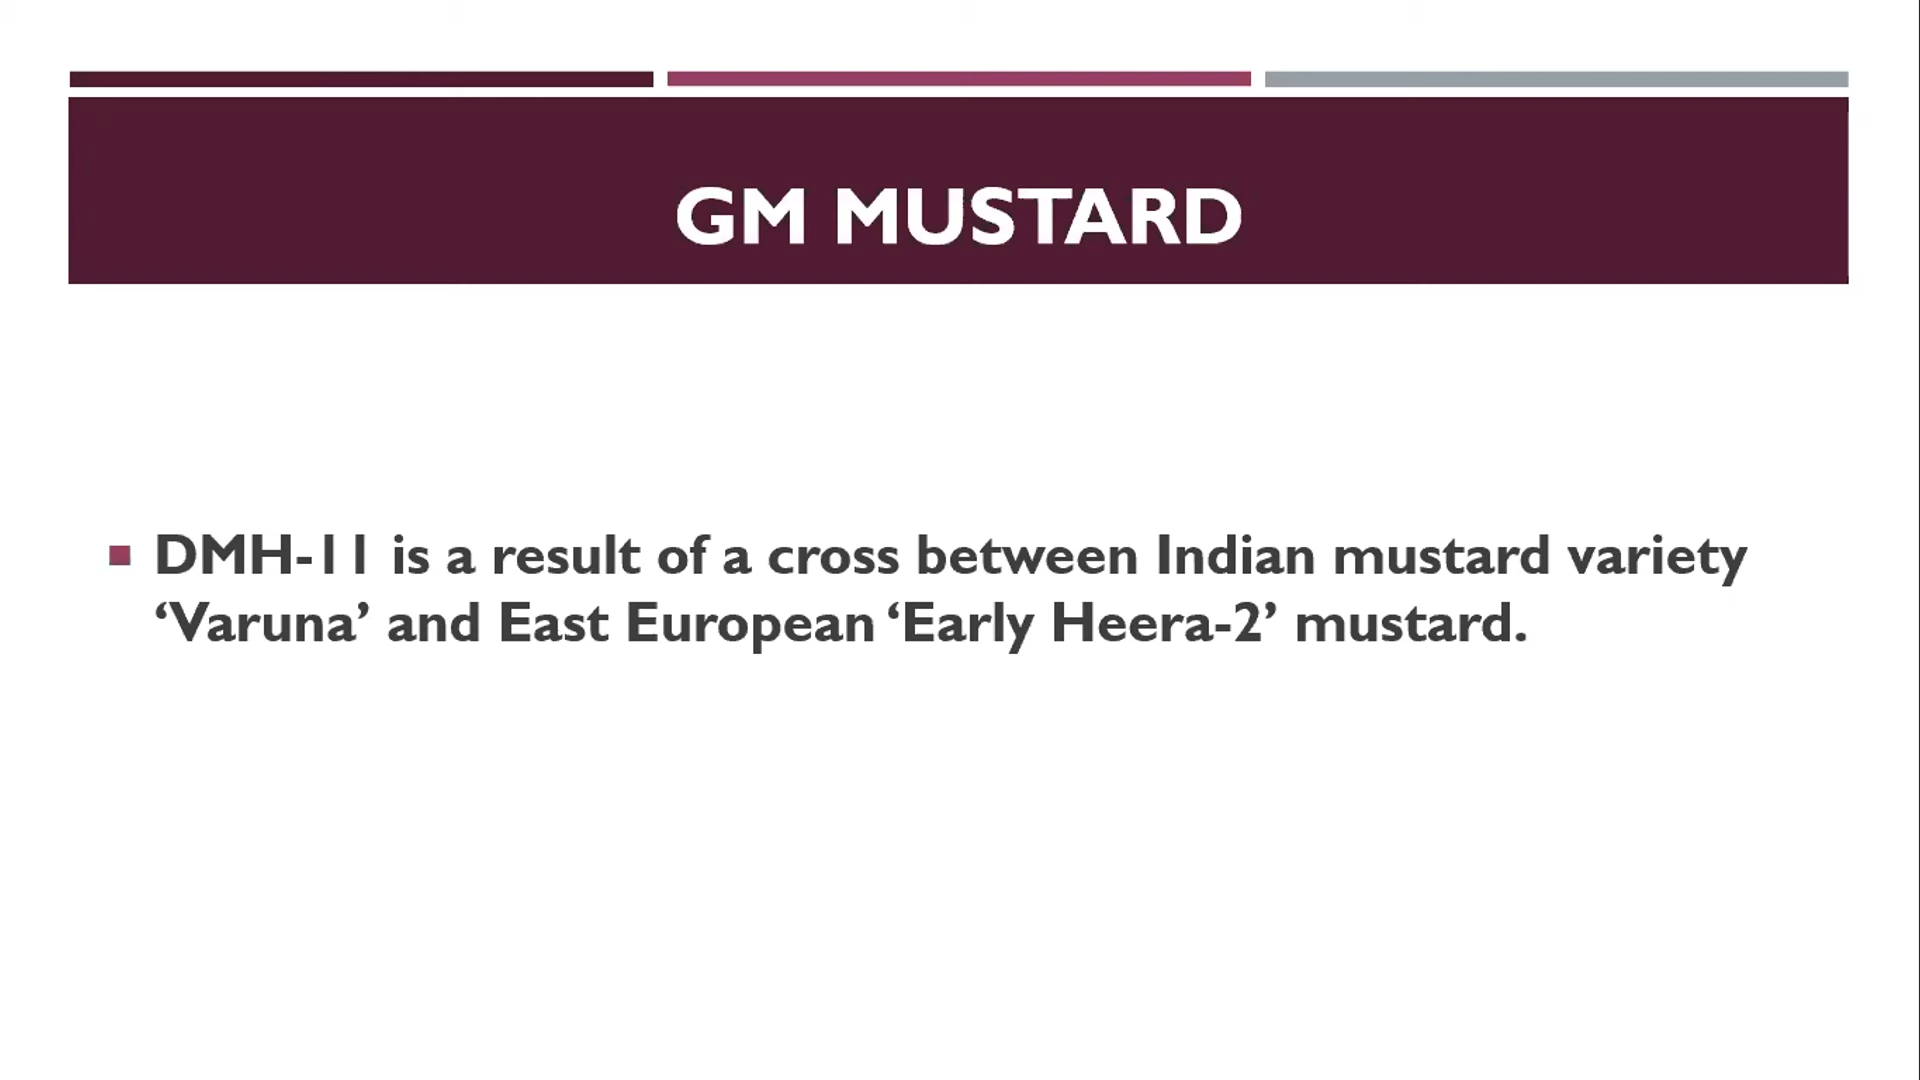 GM MUSTARD
DMH-11 is a result of a cross between Indian mustard variety
‘Varuna’ and East European ‘Early Heera-2’ mustard.